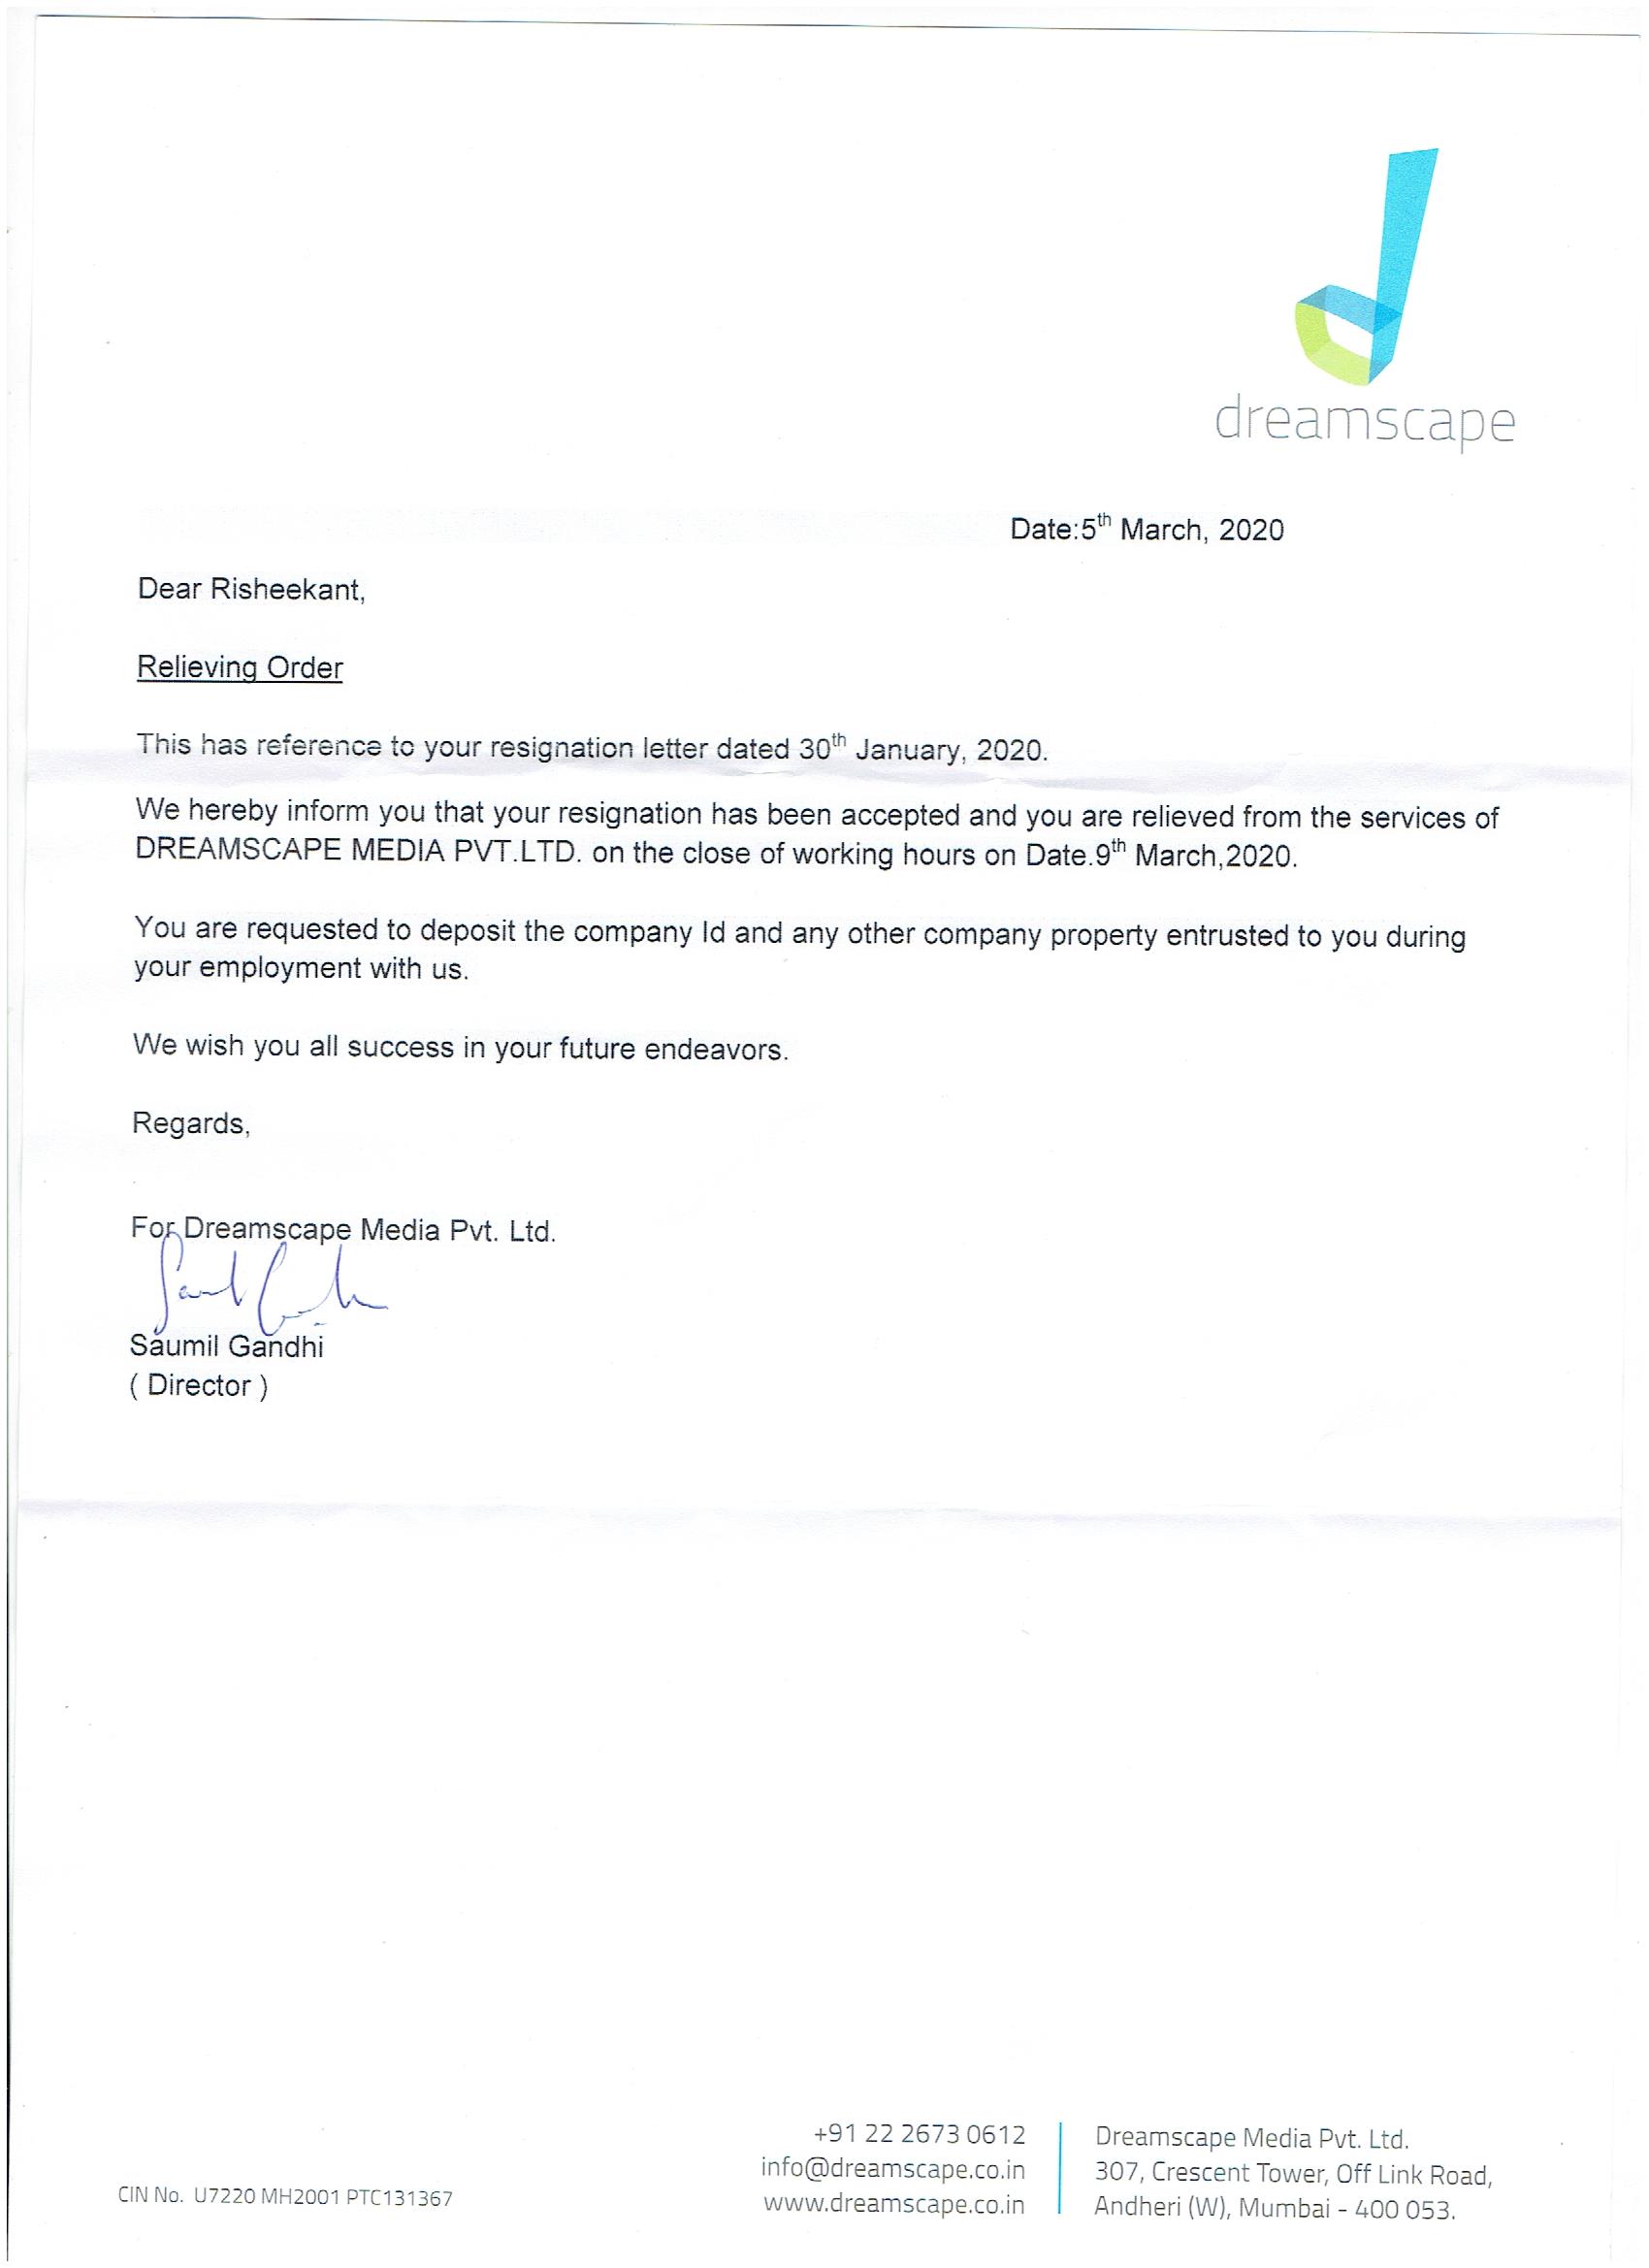 dreamscape
Date:5th March, 2020
Dear Risheekant,
Relieving Order
This has reference to your resignation letter dated 30th January, 2020.
We hereby inform you that your resignation has been accepted and you are relieved from the services of
DREAMSCAPE MEDIA PVT.LTD. on the close of working hours on Date.9th March,2020.
You are requested to deposit the company Id and any other company property entrusted to you during
your employment with us.
We wish you all success in your future endeavors.
Regards,
For Dreamscape Media Pvt. Ltd.
Saumil Gandhi
( Director )
CIN No. U7220 MH2001 PTC131367
+91 22 2673 0612
info@dreamscape.co.in
www.dreamscape.co.in
Dreamscape Media Pvt. Ltd.
307, Crescent Tower, Off Link Road,
Andheri (W), Mumbai - 400 053.